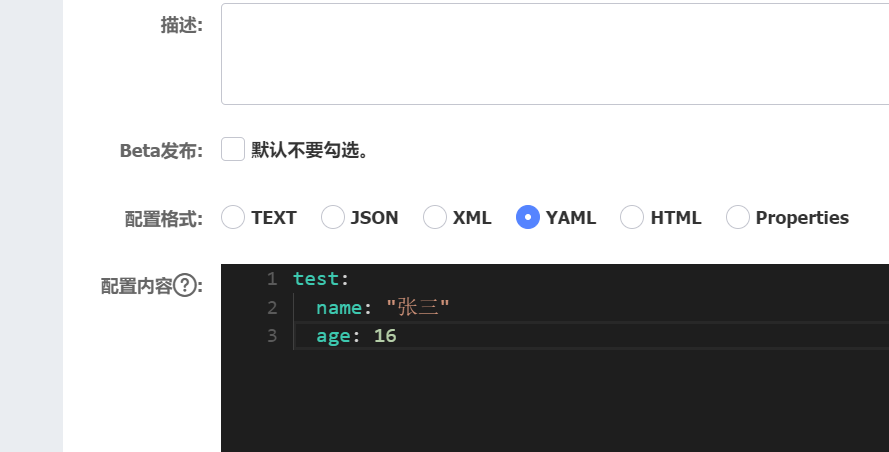 描述:
Beta发布: 默认不要勾选。
配置格式: TEXT JSON XML YAML HTML Properties
配置内容?: 1 test:
2 name: "张三"
3 age: 16